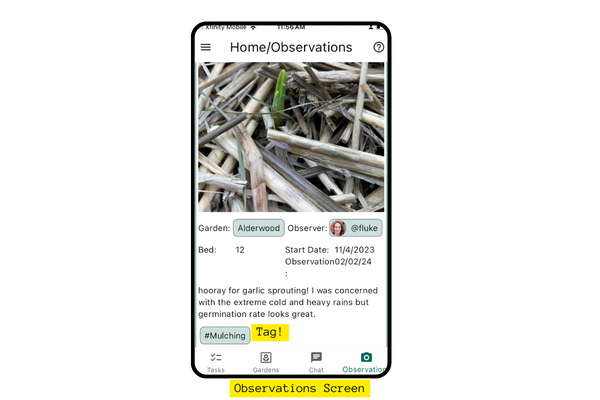 Xfinity Mobile 11:56 AM
Home/Observations
Garden: Alderwood Observer: @fluke
Bed: 12 Start Date: 11/4/2023
Observation02/02/24
:
hooray for garlic sprouting! I was concerned
with the extreme cold and heavy rains but
germination rate looks great.
#Mulching Tag!
Tasks Gardens Chat Observation
Observations Screen